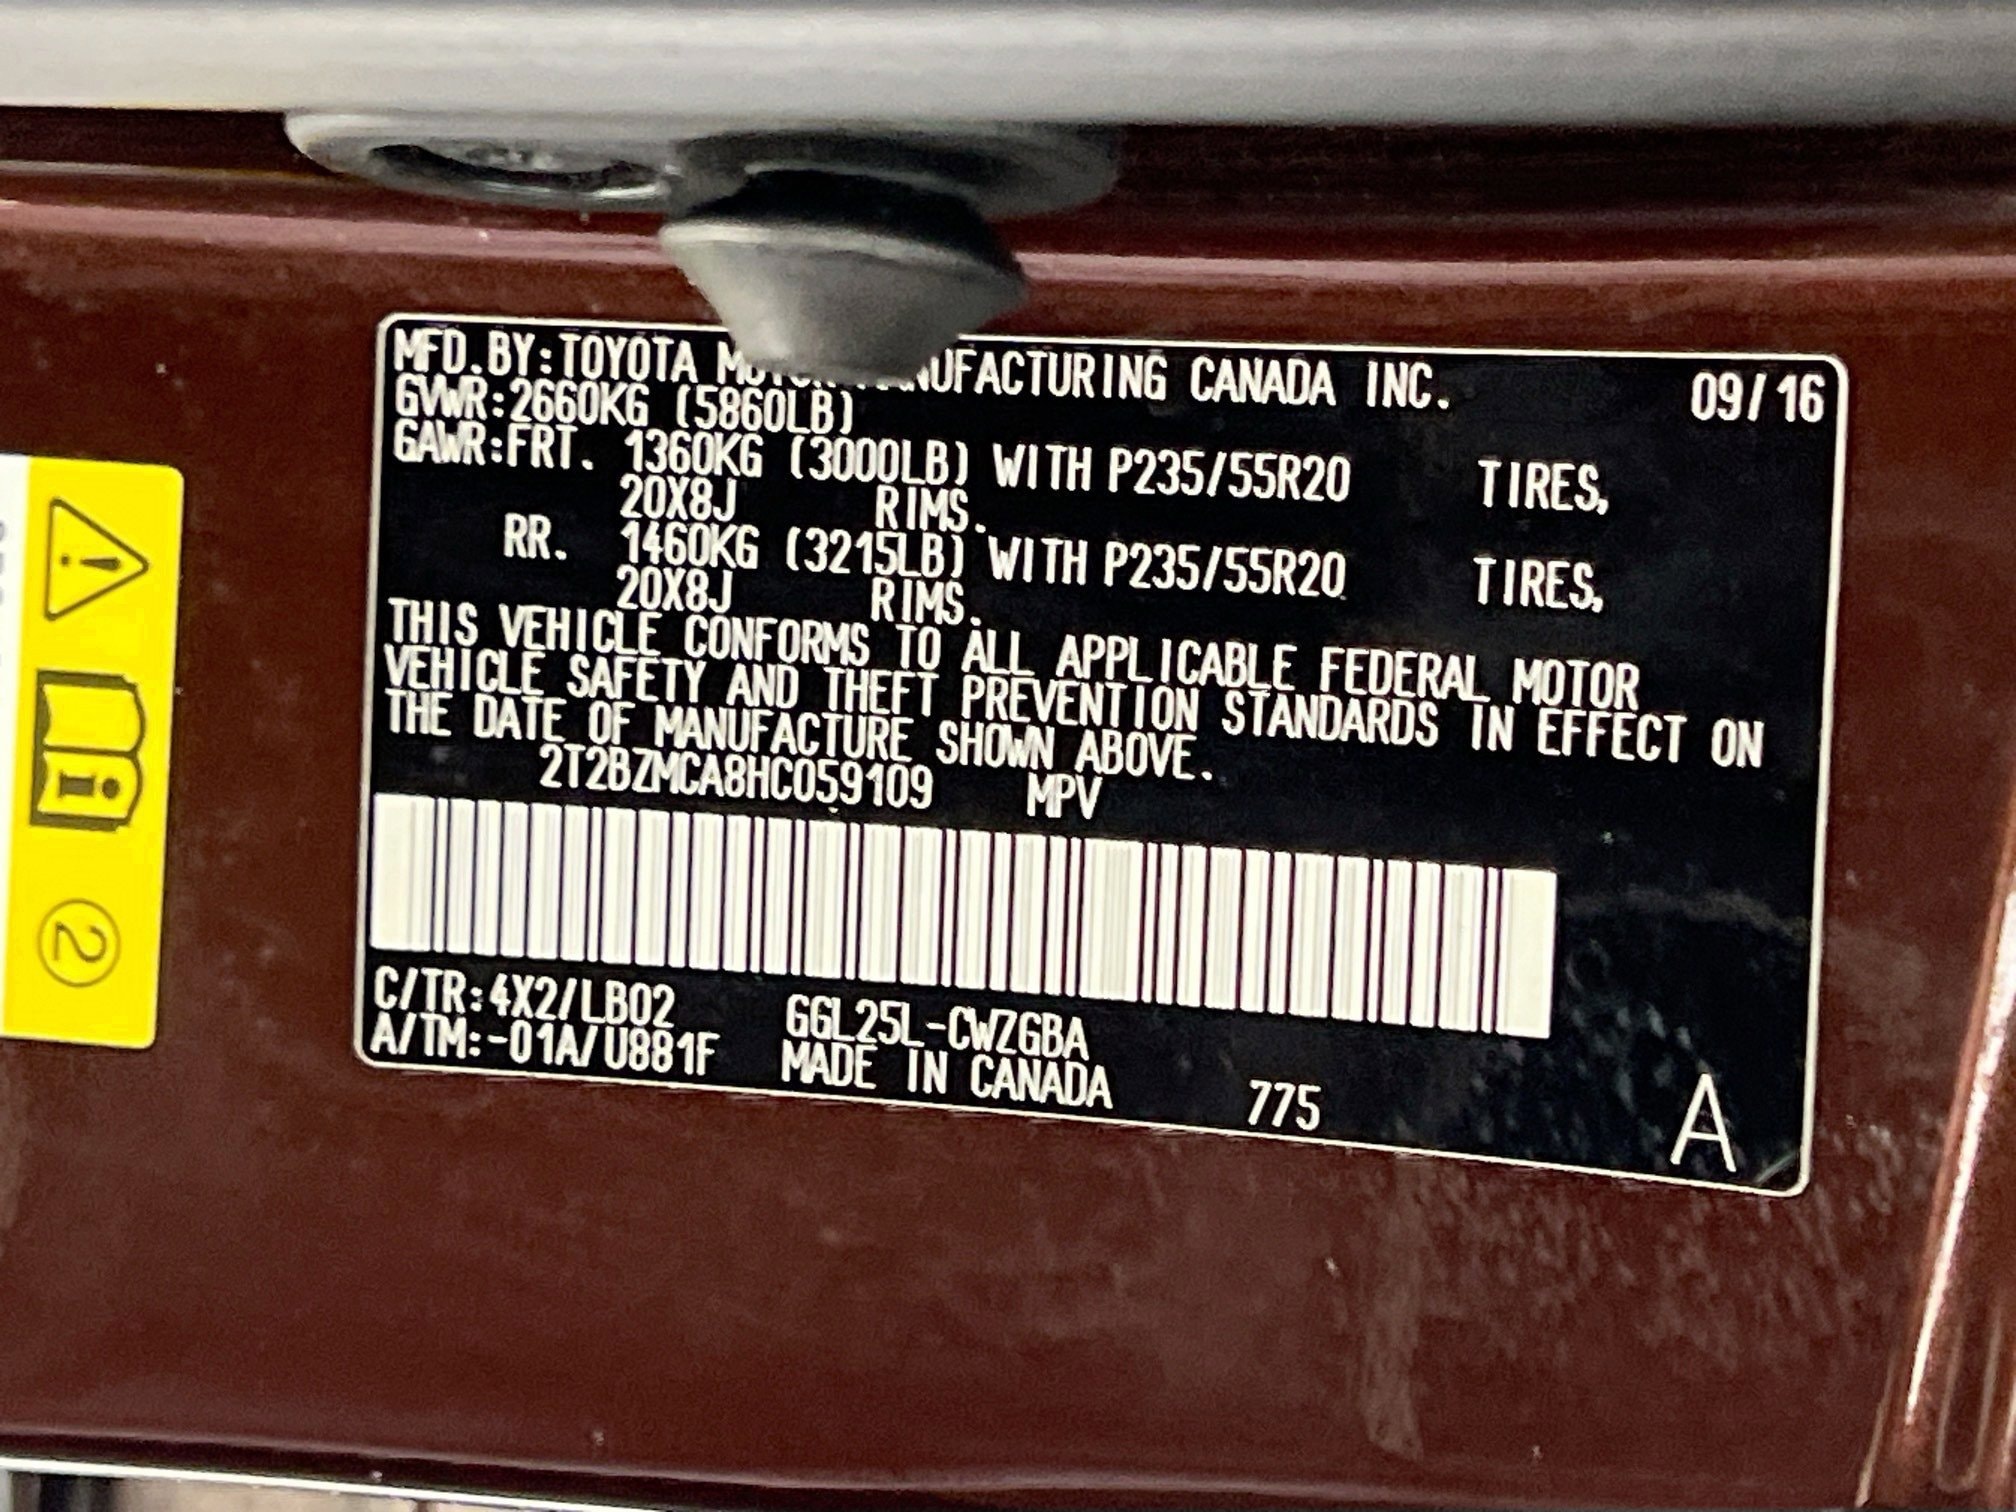 MFD.BY:TOYOTA MOTOR MANUFACTURING CANADA INC. 09/16
GVWR:2660KG (5860LB)
GAWR:FRT. 1360KG (3000LB) WITH P235/55R20 TIRES,
20X8J RIMS.
RR. 1460KG (3215LB) WITH P235/55R20 TIRES,
20X8J RIMS.
THIS VEHICLE CONFORMS TO ALL APPLICABLE FEDERAL MOTOR
VEHICLE SAFETY AND THEFT PREVENTION STANDARDS IN EFFECT ON
THE DATE OF MANUFACTURE SHOWN ABOVE.
2T2BZMCA8HC059109 MPV
C/TR:4X2/LB02 GGL25L-CWZGBA
A/TM:-01A/U881F MADE IN CANADA 775 A
2